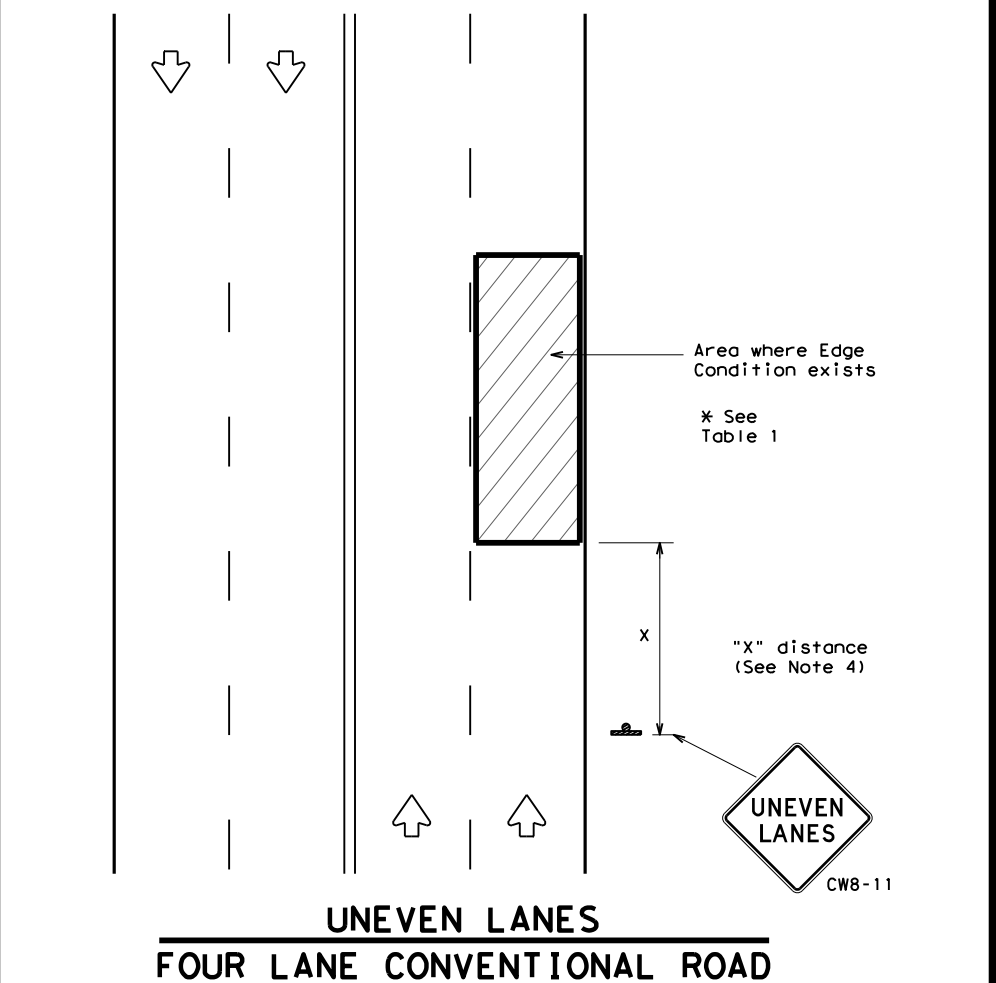 Area where Edge
Condition exists
* See
Table 1
X
"X" distance
(See Note 4)
UNEVEN
LANES
CW8-11
UNEVEN LANES
FOUR LANE CONVENTIONAL ROAD